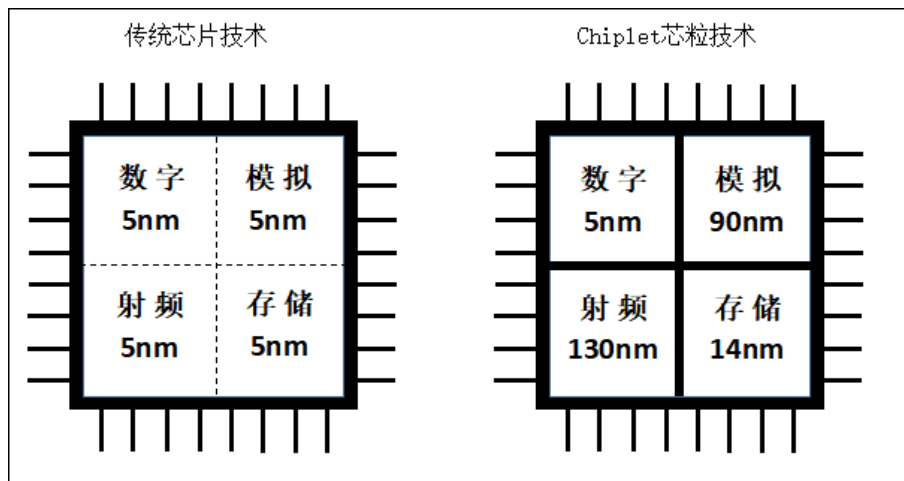 传统芯片技术
Chiplet芯粒技术
数字
5nm
模拟
5nm
射频
5nm
存储
5nm
数字
5nm
模拟
90nm
射频
130nm
存储
14nm